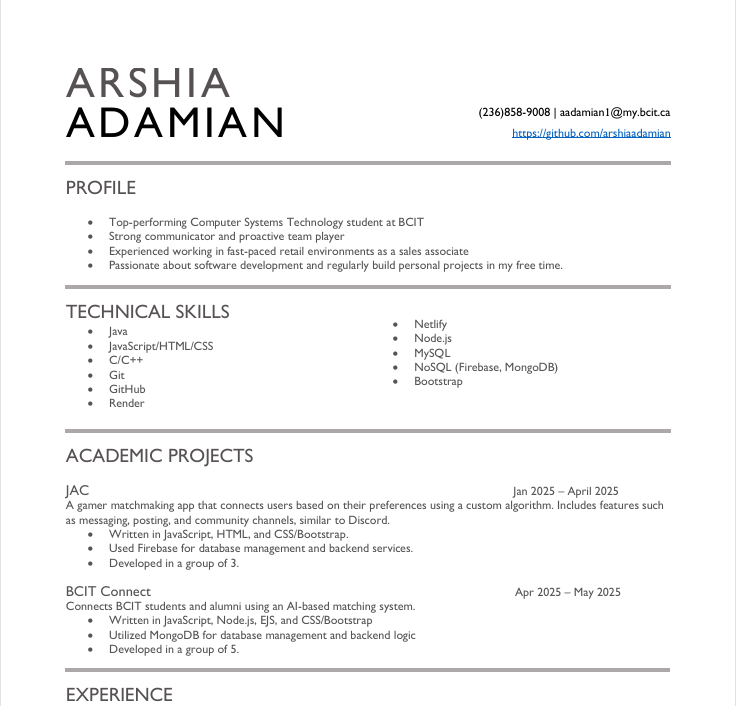 ARSHIA
ADAMIAN
(236)858-9008 | aadamian1@my.bcit.ca
https://github.com/arshiaadamian
PROFILE
• Top-performing Computer Systems Technology student at BCIT
• Strong communicator and proactive team player
• Experienced working in fast-paced retail environments as a sales associate
• Passionate about software development and regularly build personal projects in my free time.
TECHNICAL SKILLS
• Java
• JavaScript/HTML/CSS
• C/C++
• Git
• GitHub
• Render
• Netlify
• Node.js
• MySQL
• NoSQL (Firebase, MongoDB)
• Bootstrap
ACADEMIC PROJECTS
JAC Jan 2025 – April 2025
A gamer matchmaking app that connects users based on their preferences using a custom algorithm. Includes features such
as messaging, posting, and community channels, similar to Discord.
• Written in JavaScript, HTML, and CSS/Bootstrap.
• Used Firebase for database management and backend services.
• Developed in a group of 3.
BCIT Connect Apr 2025 – May 2025
Connects BCIT students and alumni using an AI-based matching system.
• Written in JavaScript, Node.js, EJS, and CSS/Bootstrap
• Utilized MongoDB for database management and backend logic
• Developed in a group of 5.
EXPERIENCE